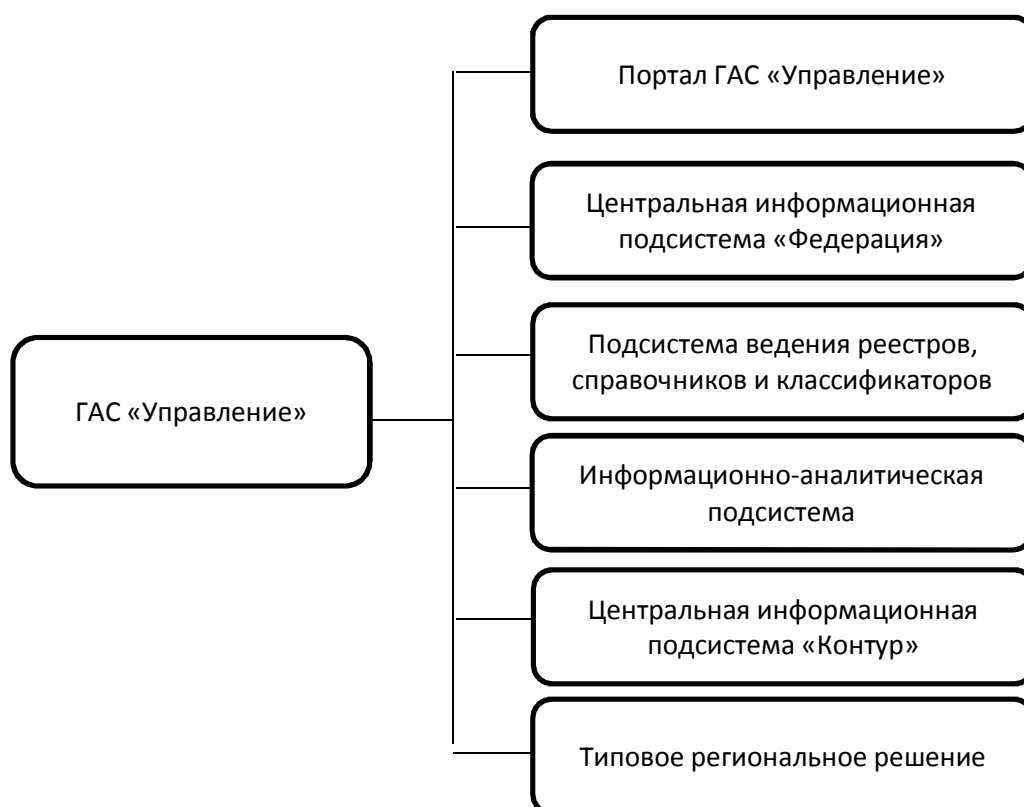 Портал ГАС «Управление»
Центральная информационная
подсистема «Федерация»
Подсистема ведения реестров,
справочников и классификаторов
ГАС «Управление»
Информационно-аналитическая
подсистема
Центральная информационная
подсистема «Контур»
Типовое региональное решение